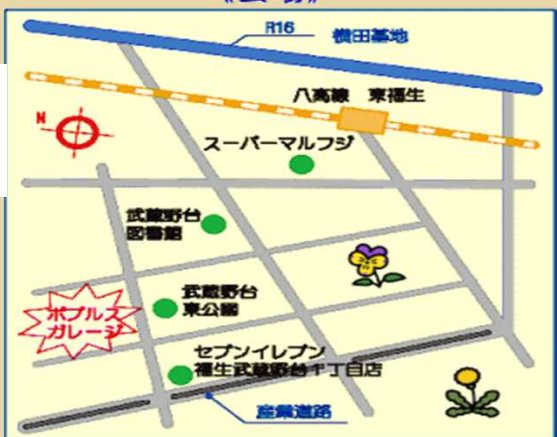 R16
横田基地
八高線 東福生
N
スーパーマルフジ
武蔵野台
図書館
武蔵野台
東公園
ポプルス
ガレージ
セブンイレブン
福生武蔵野台1丁目店
産業道路